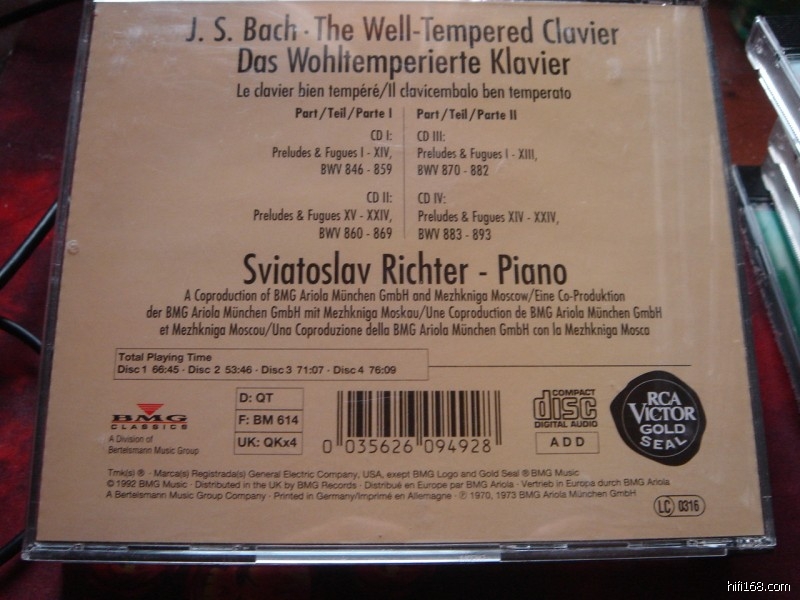 J. S. Bach · The Well-Tempered Clavier
Das Wohltemperierte Klavier
Le clavier bien tempéré/Il clavicembalo ben temperato
Part/Teil/Parte I
CD I:
Preludes & Fugues I - XIV,
BWV 846 - 859
CD II:
Preludes & Fugues XV - XXIV,
BWV 860 - 869
Part/Teil/Parte II
CD III:
Preludes & Fugues I - XIII,
BWV 870 - 882
CD IV:
Preludes & Fugues XIV - XXIV,
BWV 883 - 893
Sviatoslav Richter - Piano
A Coproduction of BMG Ariola München GmbH and Mezhkniga Moscow/Eine Co-Produktion
der BMG Ariola München GmbH mit Mezhkniga Moskau/Une Coproduction de BMG Ariola München GmbH
et Mezhkniga Moscou/Una Coproduzione della BMG Ariola München GmbH con la Mezhkniga Mosca
Total Playing Time
Disc 1 66:45 · Disc 2 53:46 · Disc 3 71:07 · Disc 4 76:09
BMG
CLASSICS
A Division of
Bertelsmann Music Group
D: QT
F: BM 614
UK: QKx4
0 035626 094928
COMPACT
disc
DIGITAL AUDIO
ADD
RCA
VICTOR
GOLD
SEAL
Tmk(s) ® · Marca(s) Registrada(s) General Electric Company, USA, exept BMG Logo and Gold Seal ® BMG Music
© 1992 BMG Music · Distributed in the UK by BMG Records · Distribué en Europe par BMG Ariola · Vertrieb in Europa durch BMG Ariola
A Bertelsmann Music Group Company · Printed in Germany/Imprimé en Allemagne · ℗ 1970, 1973 BMG Ariola München GmbH
LC 0316
hifi168.com